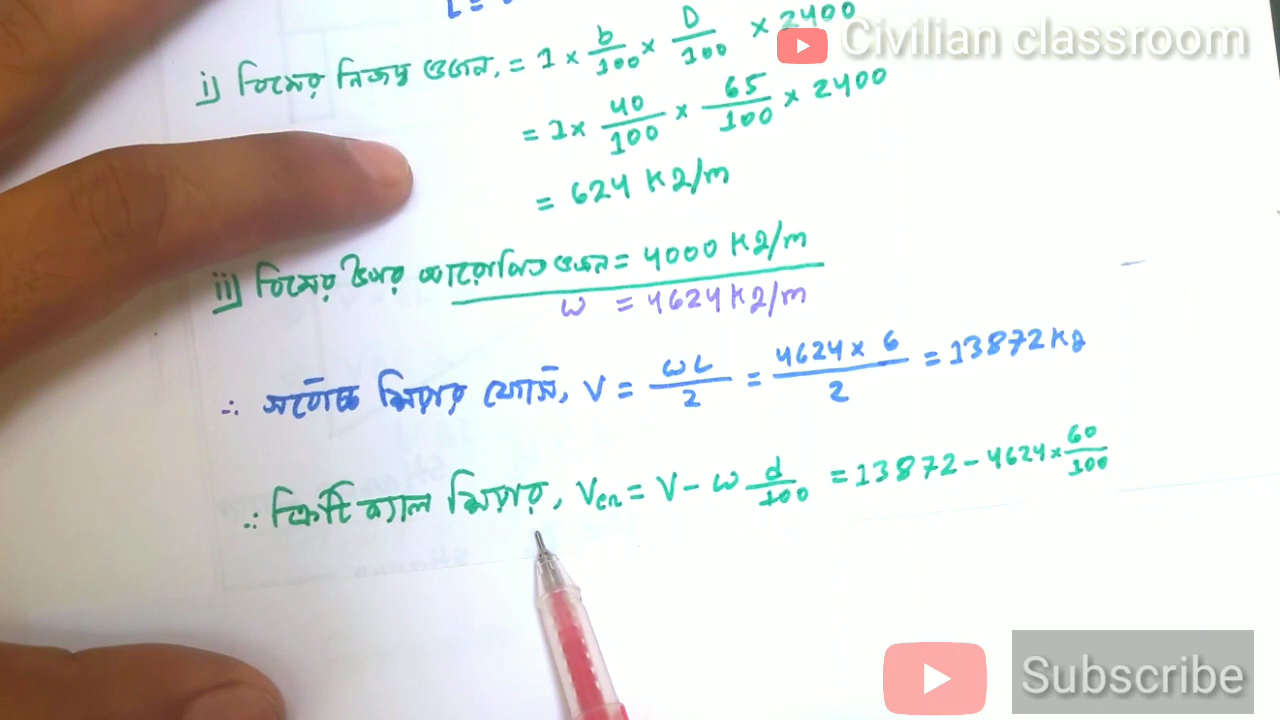 Civilian classroom
L =
i) বিমের নিজস্ব ওজন, = 1 × b/100 × D/100 × 2400
= 1 × 40/100 × 65/100 × 2400
= 624 Kg/m
ii) বিমের উপর আরোপিত ওজন = 4000 Kg/m
ω = 4624 Kg/m
∴ সর্বোচ্চ শিয়ার ফোর্স, V = ωL/2 = 4624 × 6/2 = 13872 Kg
∴ ক্রিটিক্যাল শিয়ার, Vcr = V - ω d/100 = 13872 - 4624 × 60/100
Subscribe